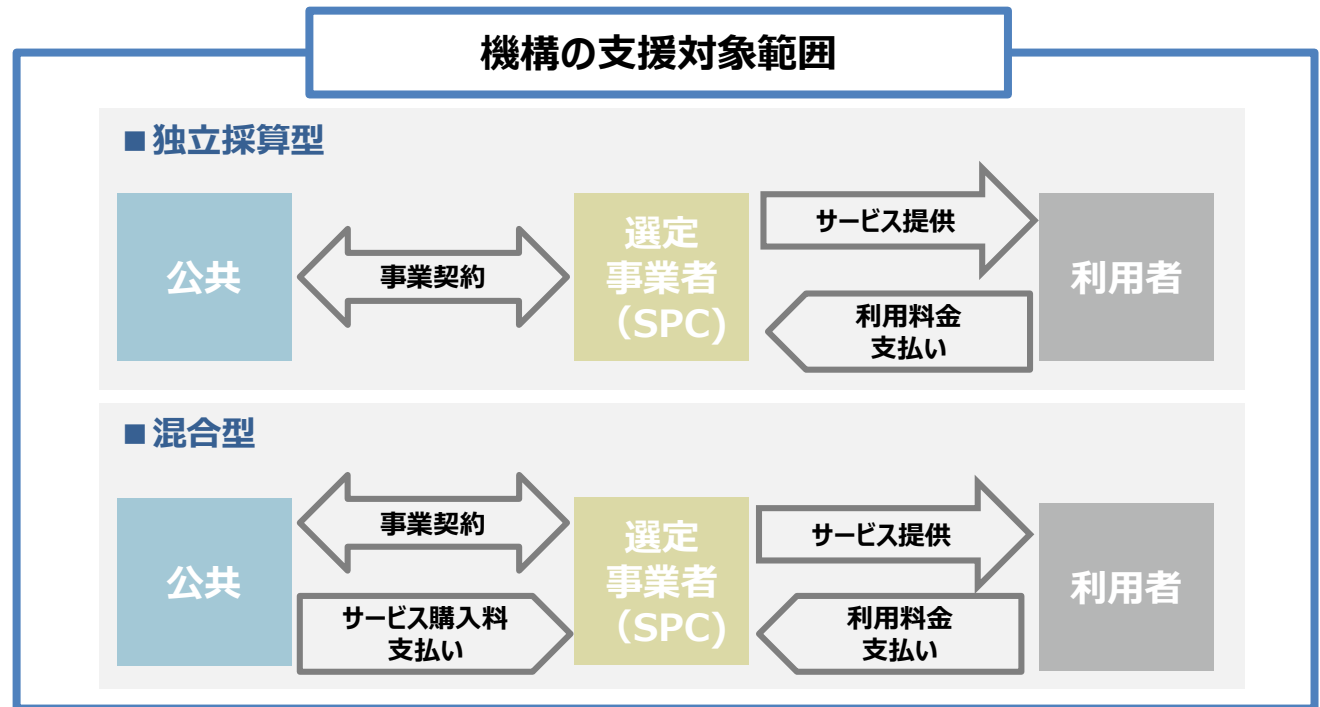 機構の支援対象範囲
■独立採算型
公共
事業契約
選定
事業者
（SPC)
サービス提供
利用料金
支払い
利用者
■混合型
公共
事業契約
サービス購入料
支払い
選定
事業者
（SPC)
サービス提供
利用料金
支払い
利用者